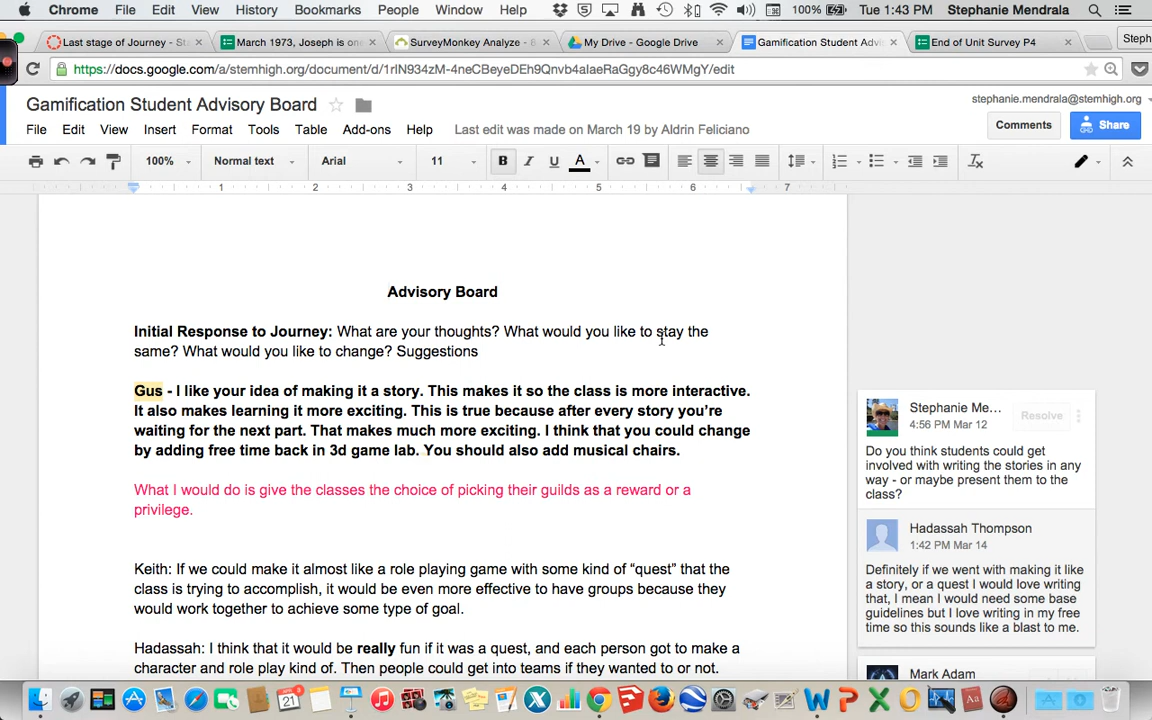 Chrome File Edit View History Bookmarks People Window Help 100% Tue 1:43 PM Stephanie Mendrala
Last stage of Journey - St
March 1973, Joseph is one
SurveyMonkey Analyze - E
My Drive - Google Drive
Gamification Student Advi
End of Unit Survey P4
Steph
https://docs.google.com/a/stemhigh.org/document/d/1rIN934zM-4neCBeyeDEh9Qnvb4alaeRaGgy8c46WMgY/edit
Gamification Student Advisory Board
stephanie.mendrala@stemhigh.org
File Edit View Insert Format Tools Table Add-ons Help Last edit was made on March 19 by Aldrin Feliciano
Comments
Share
100% Normal text Arial 11 B I U A
1 2 3 4 5 6 7
Advisory Board
Initial Response to Journey: What are your thoughts? What would you like to stay the
same? What would you like to change? Suggestions
Gus - I like your idea of making it a story. This makes it so the class is more interactive.
It also makes learning it more exciting. This is true because after every story you're
waiting for the next part. That makes much more exciting. I think that you could change
by adding free time back in 3d game lab. You should also add musical chairs.
What I would do is give the classes the choice of picking their guilds as a reward or a
privilege.
Keith: If we could make it almost like a role playing game with some kind of "quest" that the
class is trying to accomplish, it would be even more effective to have groups because they
would work together to achieve some type of goal.
Hadassah: I think that it would be really fun if it was a quest, and each person got to make a
character and role play kind of. Then people could get into teams if they wanted to or not.
Stephanie Me...
4:56 PM Mar 12
Resolve
Do you think students could get
involved with writing the stories in any
way - or maybe present them to the
class?
Hadassah Thompson
1:42 PM Mar 14
Definitely if we went with making it like
a story, or a quest I would love writing
that, I mean I would need some base
guidelines but I love writing in my free
time so this sounds like a blast to me.
Mark Adam
21